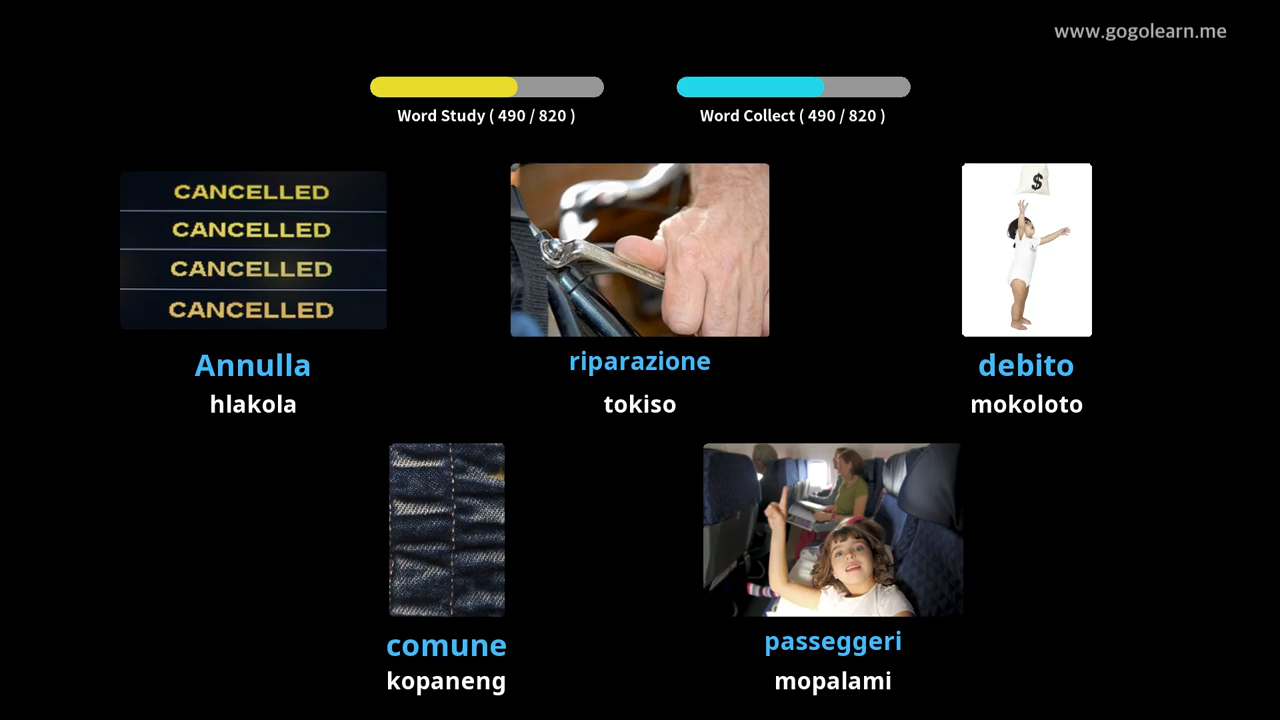 www.gogolearn.me
Word Study ( 490 / 820 )
Word Collect ( 490 / 820 )
CANCELLED
CANCELLED
CANCELLED
CANCELLED
$
Annulla
hlakola
riparazione
tokiso
debito
mokoloto
comune
kopaneng
passeggeri
mopalami